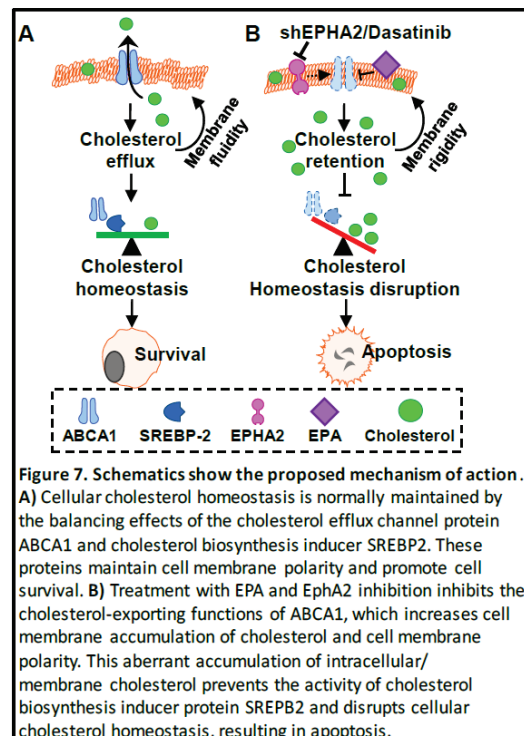 A
B
shEPHA2/Dasatinib
Cholesterol
efflux
Membrane
fluidity
Cholesterol
retention
Membrane
rigidity
Cholesterol
homeostasis
Cholesterol
Homeostasis disruption
Survival
Apoptosis
ABCA1 SREBP-2 EPHA2 EPA Cholesterol
Figure 7. Schematics show the proposed mechanism of action.
A) Cellular cholesterol homeostasis is normally maintained by
the balancing effects of the cholesterol efflux channel protein
ABCA1 and cholesterol biosynthesis inducer SREBP2. These
proteins maintain cell membrane polarity and promote cell
survival. B) Treatment with EPA and EphA2 inhibition inhibits the
cholesterol-exporting functions of ABCA1, which increases cell
membrane accumulation of cholesterol and cell membrane
polarity. This aberrant accumulation of intracellular/
membrane cholesterol prevents the activity of cholesterol
biosynthesis inducer protein SREPB2 and disrupts cellular
cholesterol homeostasis, resulting in apoptosis.